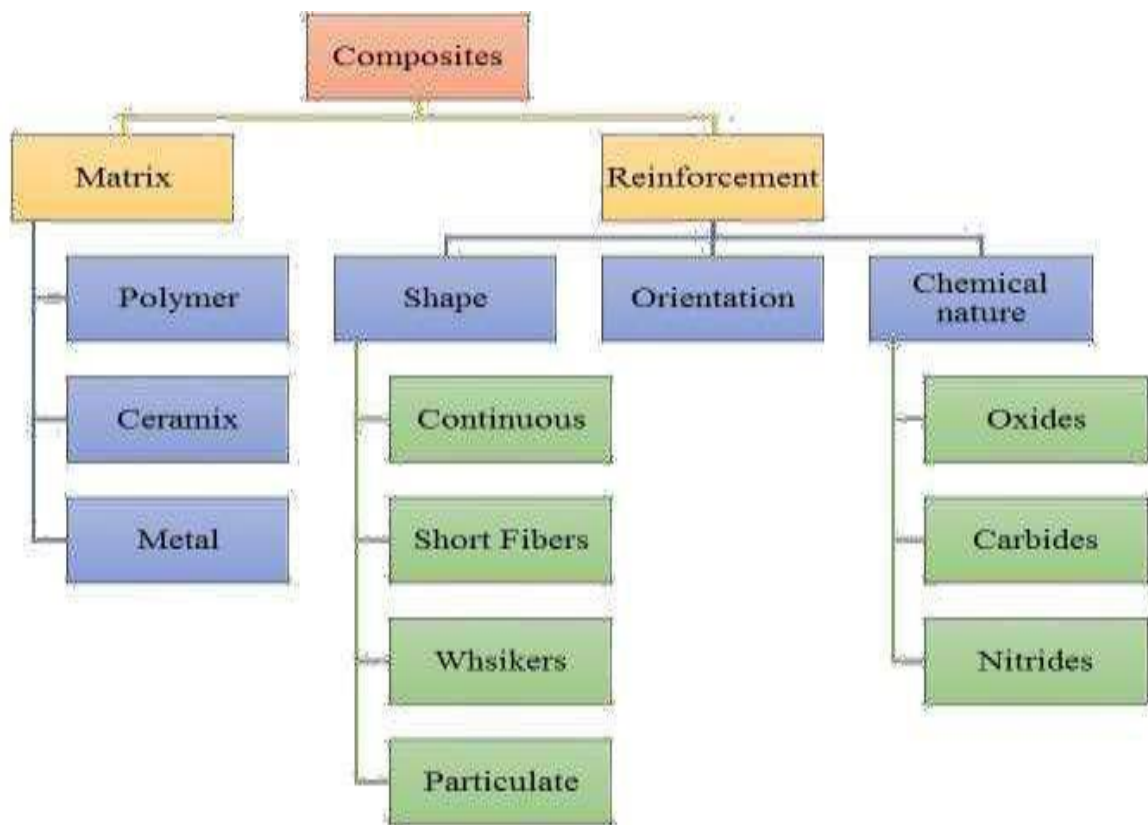 Composites
Matrix
Reinforcement
Polymer
Shape
Orientation
Chemical
nature
Ceramix
Continuous
Oxides
Metal
Short Fibers
Carbides
Whsikers
Nitrides
Particulate